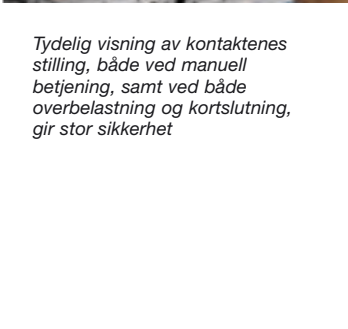 Tydelig visning av kontaktenes
stilling, både ved manuell
betjening, samt ved både
overbelastning og kortslutning,
gir stor sikkerhet